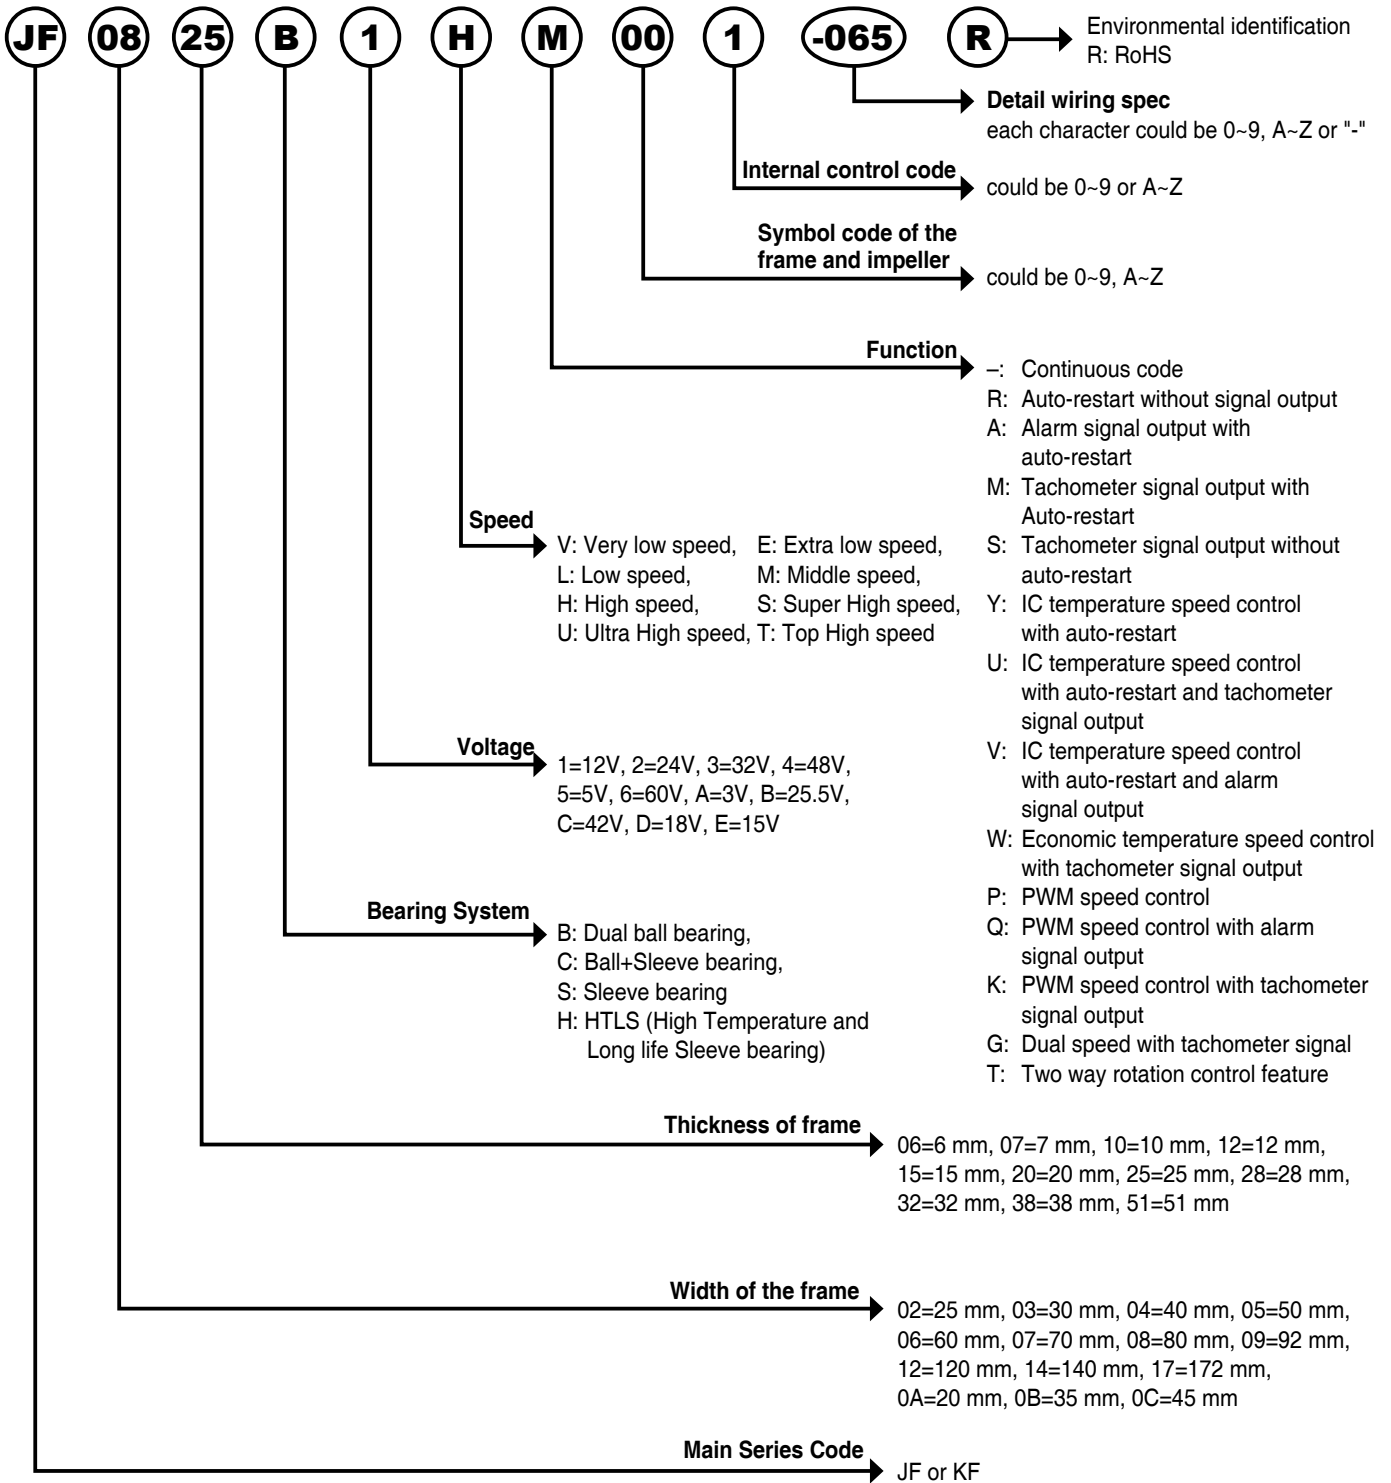 JF 08 25 B 1 H M 00 1 -065 R
Environmental identification
R: RoHS
Detail wiring spec
each character could be 0~9, A~Z or "-"
Internal control code
could be 0~9 or A~Z
Symbol code of the
frame and impeller
could be 0~9, A~Z
Function
–: Continuous code
R: Auto-restart without signal output
A: Alarm signal output with
auto-restart
M: Tachometer signal output with
Auto-restart
S: Tachometer signal output without
auto-restart
Y: IC temperature speed control
with auto-restart
U: IC temperature speed control
with auto-restart and tachometer
signal output
V: IC temperature speed control
with auto-restart and alarm
signal output
W: Economic temperature speed control
with tachometer signal output
P: PWM speed control
Q: PWM speed control with alarm
signal output
K: PWM speed control with tachometer
signal output
G: Dual speed with tachometer signal
T: Two way rotation control feature
Speed
V: Very low speed, E: Extra low speed,
L: Low speed, M: Middle speed,
H: High speed, S: Super High speed,
U: Ultra High speed, T: Top High speed
Voltage
1=12V, 2=24V, 3=32V, 4=48V,
5=5V, 6=60V, A=3V, B=25.5V,
C=42V, D=18V, E=15V
Bearing System
B: Dual ball bearing,
C: Ball+Sleeve bearing,
S: Sleeve bearing
H: HTLS (High Temperature and
Long life Sleeve bearing)
Thickness of frame
06=6 mm, 07=7 mm, 10=10 mm, 12=12 mm,
15=15 mm, 20=20 mm, 25=25 mm, 28=28 mm,
32=32 mm, 38=38 mm, 51=51 mm
Width of the frame
02=25 mm, 03=30 mm, 04=40 mm, 05=50 mm,
06=60 mm, 07=70 mm, 08=80 mm, 09=92 mm,
12=120 mm, 14=140 mm, 17=172 mm,
0A=20 mm, 0B=35 mm, 0C=45 mm
Main Series Code
JF or KF